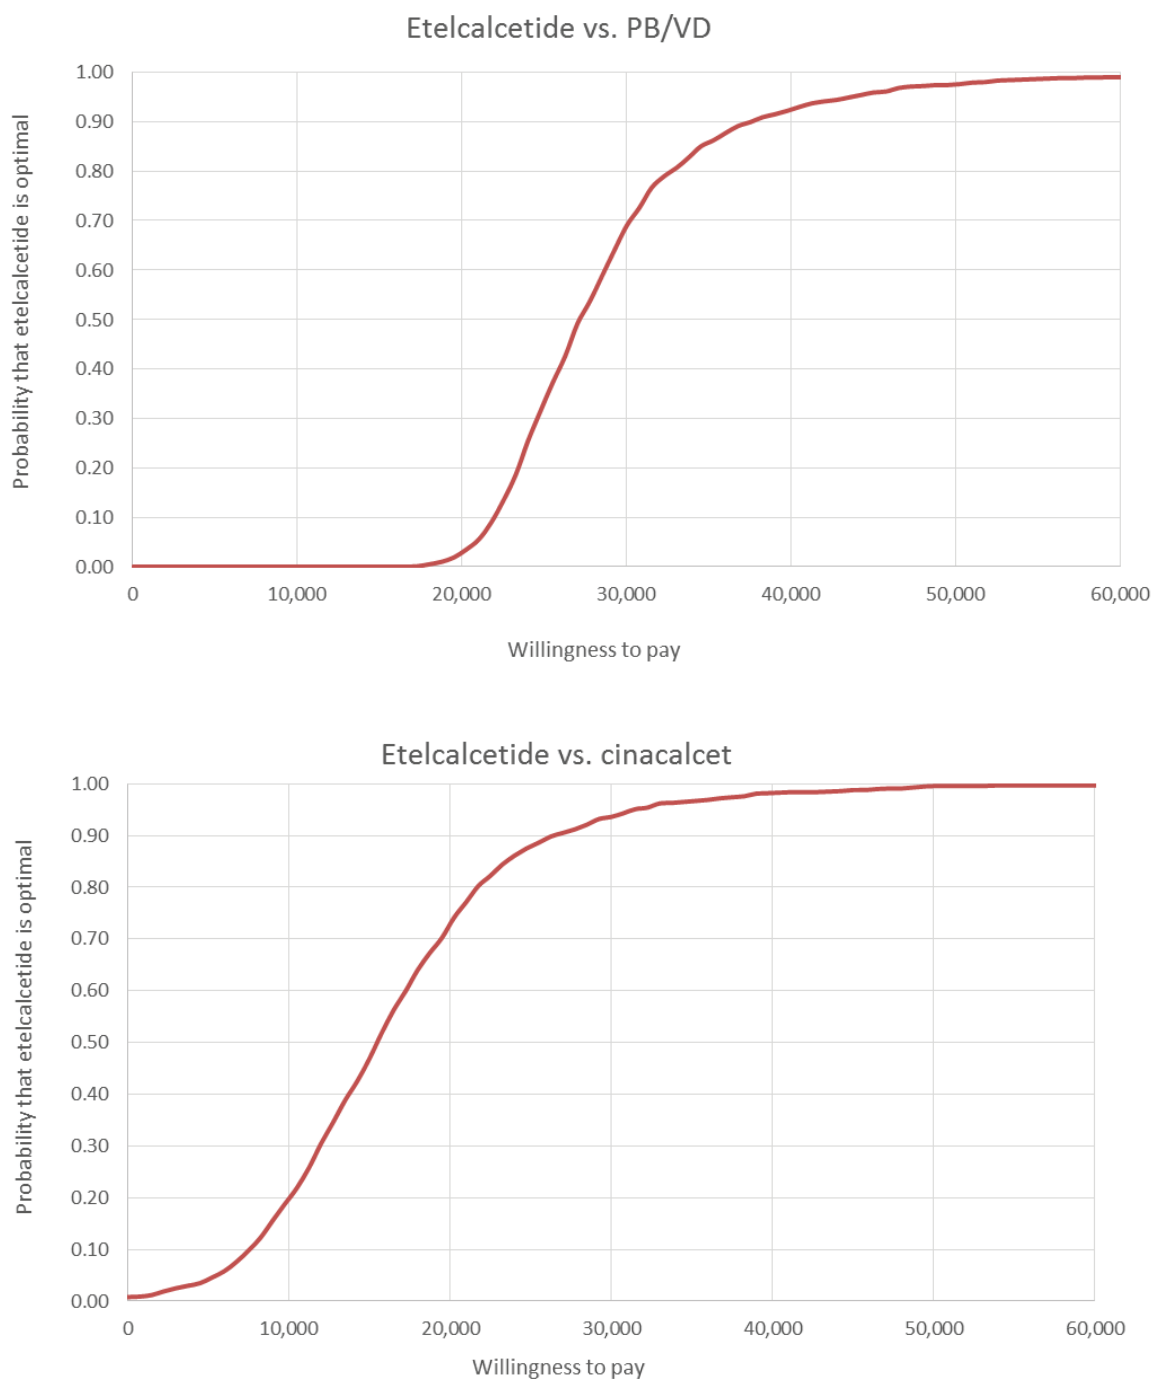 Etelcalcetide vs. PB/VD
Probability that etelcalcetide is optimal
1.00
0.90
0.80
0.70
0.60
0.50
0.40
0.30
0.20
0.10
0.00
0 10,000 20,000 30,000 40,000 50,000 60,000
Willingness to pay
Etelcalcetide vs. cinacalcet
Probability that etelcalcetide is optimal
1.00
0.90
0.80
0.70
0.60
0.50
0.40
0.30
0.20
0.10
0.00
0 10,000 20,000 30,000 40,000 50,000 60,000
Willingness to pay